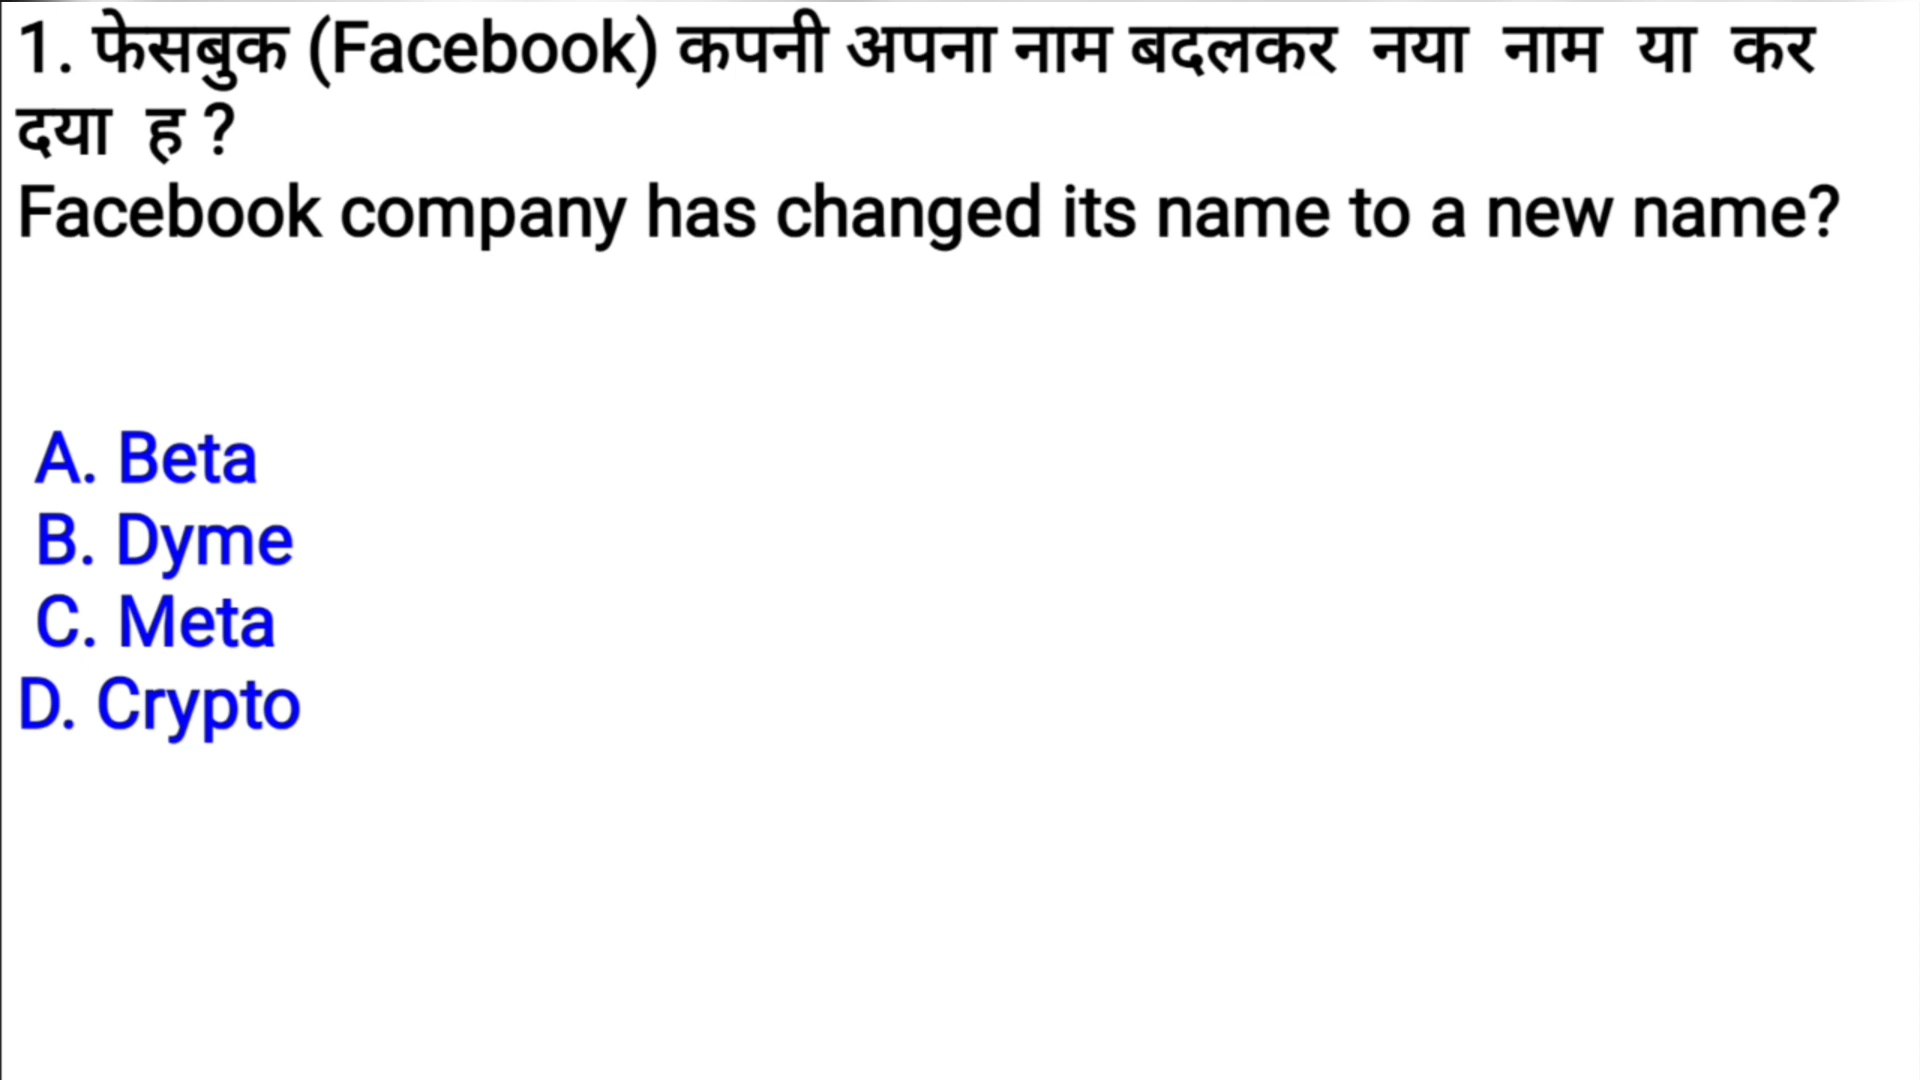 1. फेसबुक (Facebook) कपनी अपना नाम बदलकर नया नाम या कर
दया ह ?
Facebook company has changed its name to a new name?
A. Beta
B. Dyme
C. Meta
D. Crypto